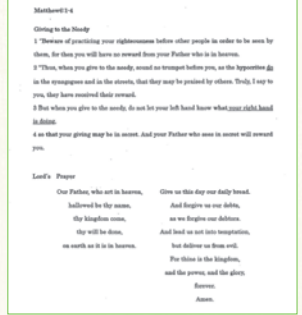 Matthew6:1-4
Giving to the Needy
1 "Beware of practicing your righteousness before other people in order to be seen by
them, for then you will have no reward from your Father who is in heaven.
2 "Thus, when you give to the needy, sound no trumpet before you, as the hypocrites do
in the synagogues and in the streets, that they may be praised by others. Truly, I say to
you, they have received their reward.
3 But when you give to the needy, do not let your left hand know what your right hand
is doing,
4 so that your giving may be in secret. And your Father who sees in secret will reward
you.
Lord's Prayer
Our Father, who art in heaven,
hallowed be thy name,
thy kingdom come,
thy will be done,
on earth as it is in heaven.
Give us this day our daily bread.
And forgive us our debts,
as we forgive our debtors.
And lead us not into temptation,
but deliver us from evil.
For thine is the kingdom,
and the power, and the glory,
forever.
Amen.